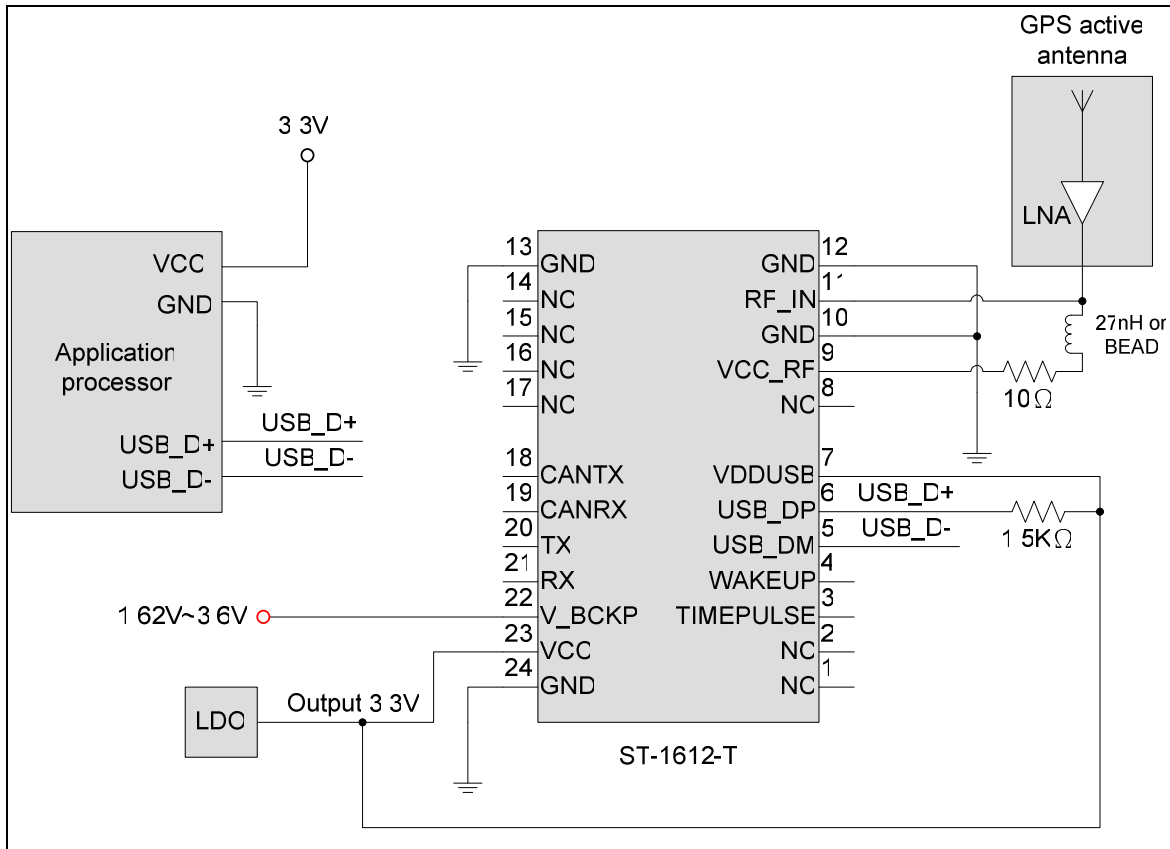 GPS active
antenna
LNA
3 3V
VCC
GND
Application
processor
USB_D+
USB_D-
USB_D+
USB_D-
13 GND
14 NC
15 NC
16 NC
17 NC
18 CANTX
19 CANRX
20 TX
21 RX
22 V_BCKP
23 VCC
24 GND
GND 12
RF_IN 11
GND 10
VCC_RF 9
NC 8
VDDUSB 7
USB_DP 6
USB_DM 5
WAKEUP 4
TIMEPULSE 3
NC 2
NC 1
27nH or
BEAD
10Ω
USB_D+
USB_D-
1 5KΩ
1 62V~3 6V
LDO
Output 3 3V
ST-1612-T